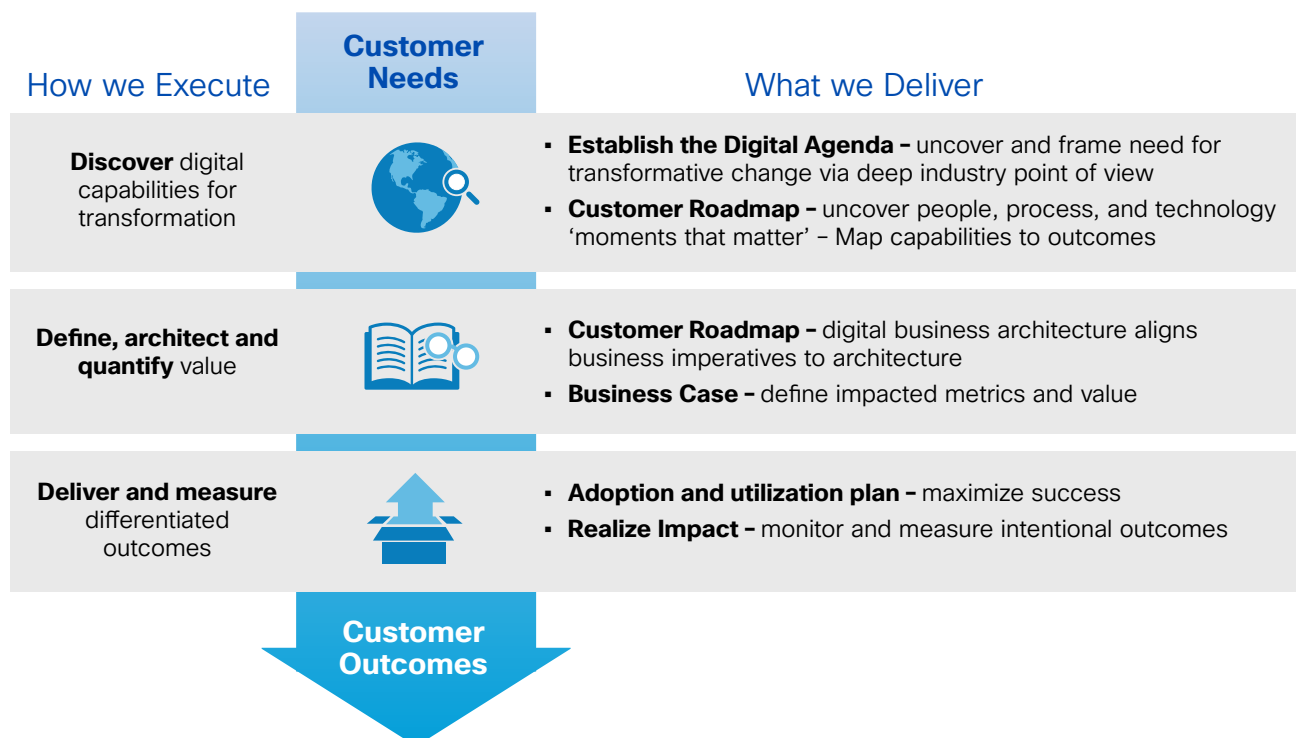 How we Execute
Customer
Needs
What we Deliver
Discover digital
capabilities for
transformation
▪ Establish the Digital Agenda – uncover and frame need for
transformative change via deep industry point of view
▪ Customer Roadmap – uncover people, process, and technology
‘moments that matter’ – Map capabilities to outcomes
Define, architect and
quantify value
▪ Customer Roadmap – digital business architecture aligns
business imperatives to architecture
▪ Business Case – define impacted metrics and value
Deliver and measure
differentiated
outcomes
▪ Adoption and utilization plan – maximize success
▪ Realize Impact – monitor and measure intentional outcomes
Customer
Outcomes